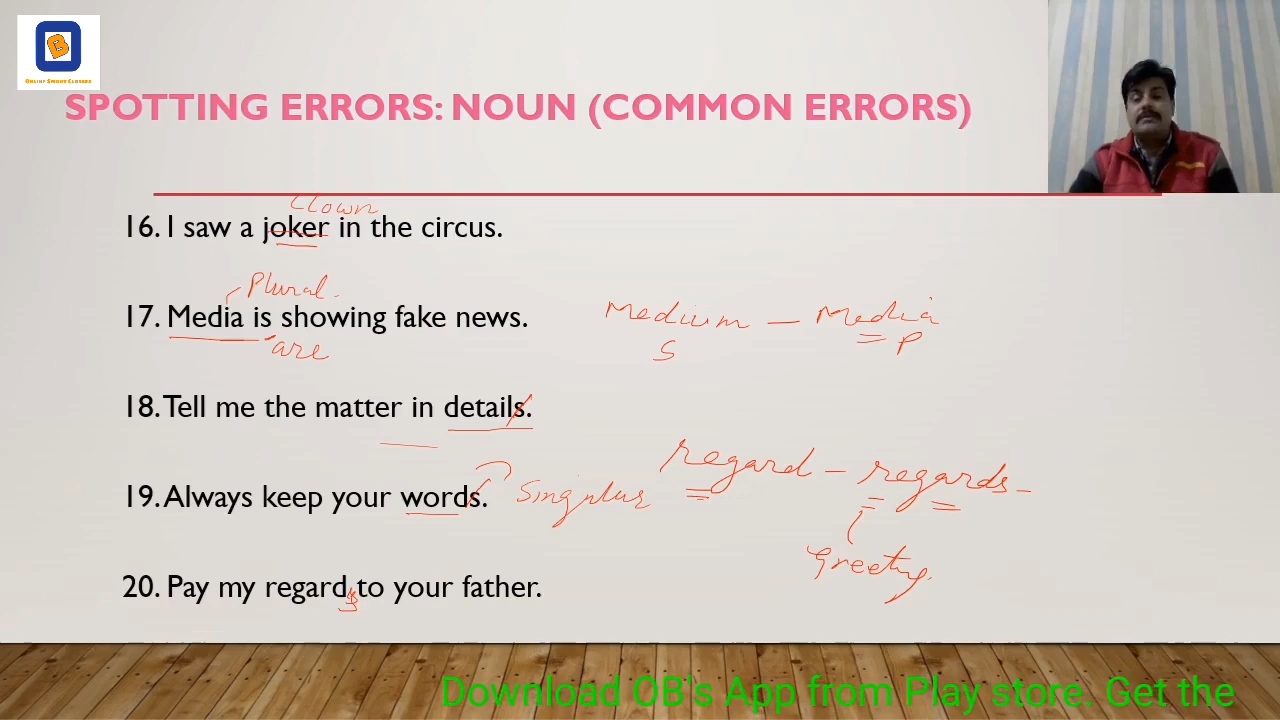 B
ONLINE SMART CLASSES
SPOTTING ERRORS: NOUN (COMMON ERRORS)
Clown
16. I saw a joker in the circus.
Plural.
17. Media is showing fake news.
are
Medium – Media
S P
18. Tell me the matter in details.
regard – regards –
19. Always keep your words.
Singular
Greeting.
20. Pay my regard to your father.
s
Download OB's App from Play store. Get the